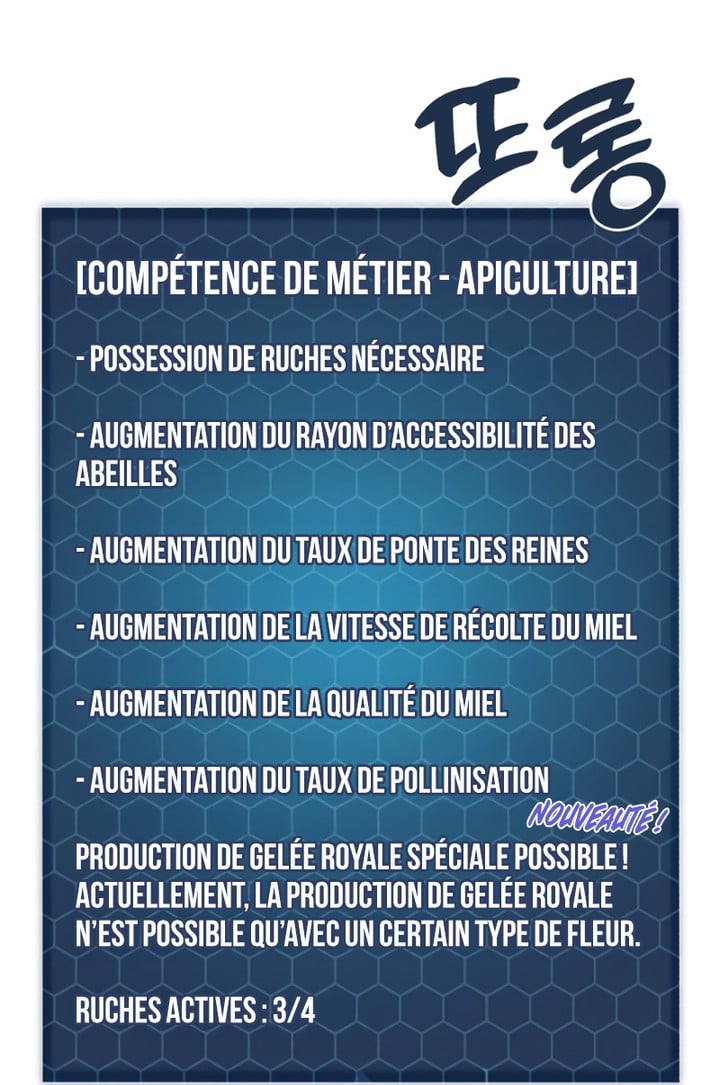 또롱
[COMPÉTENCE DE MÉTIER - APICULTURE]
- POSSESSION DE RUCHES NÉCESSAIRE
- AUGMENTATION DU RAYON D'ACCESSIBILITÉ DES
ABEILLES
- AUGMENTATION DU TAUX DE PONTE DES REINES
- AUGMENTATION DE LA VITESSE DE RÉCOLTE DU MIEL
- AUGMENTATION DE LA QUALITÉ DU MIEL
- AUGMENTATION DU TAUX DE POLLINISATION
NOUVEAUTÉ !
PRODUCTION DE GELÉE ROYALE SPÉCIALE POSSIBLE !
ACTUELLEMENT, LA PRODUCTION DE GELÉE ROYALE
N'EST POSSIBLE QU'AVEC UN CERTAIN TYPE DE FLEUR.
RUCHES ACTIVES : 3/4